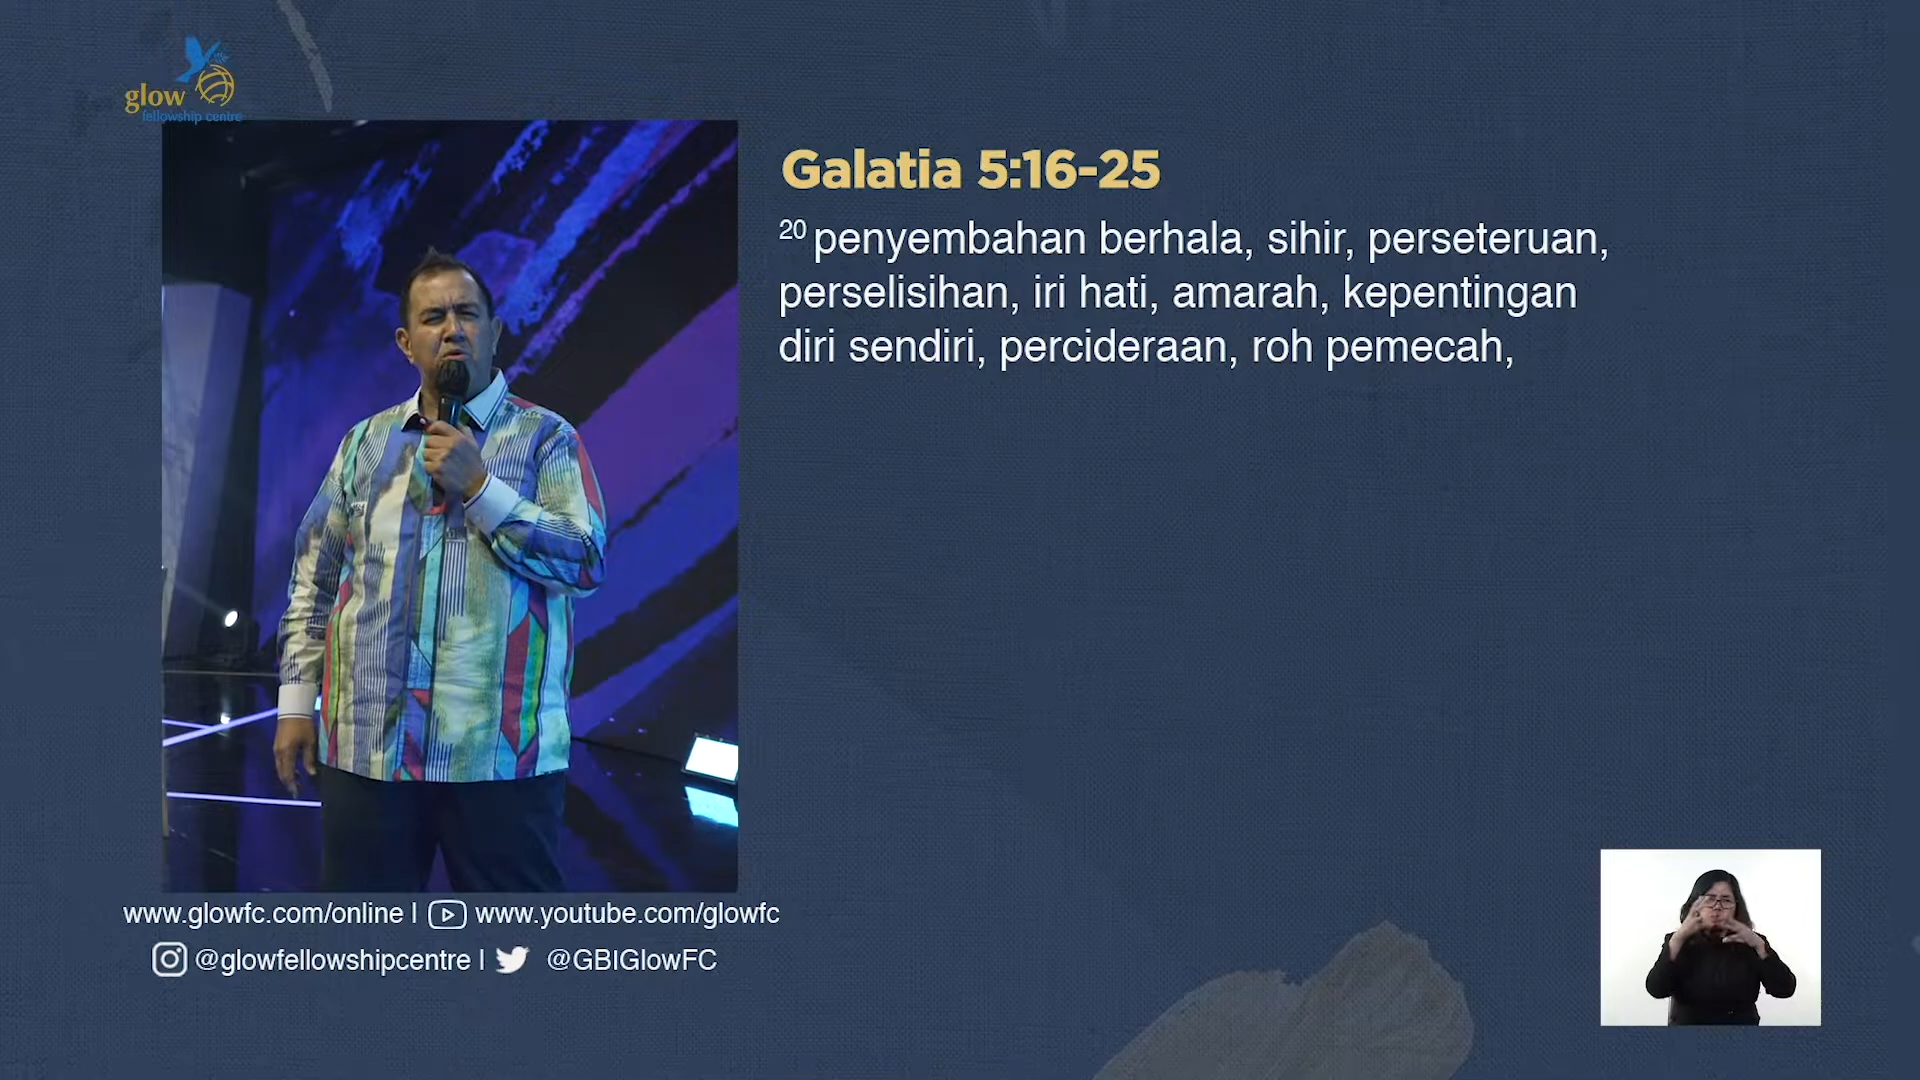 glow
fellowship centre
Galatia 5:16-25
20 penyembahan berhala, sihir, perseteruan,
perselisihan, iri hati, amarah, kepentingan
diri sendiri, percideraan, roh pemecah,
www.glowfc.com/online | www.youtube.com/glowfc
@glowfellowshipcentre | @GBIGlowFC